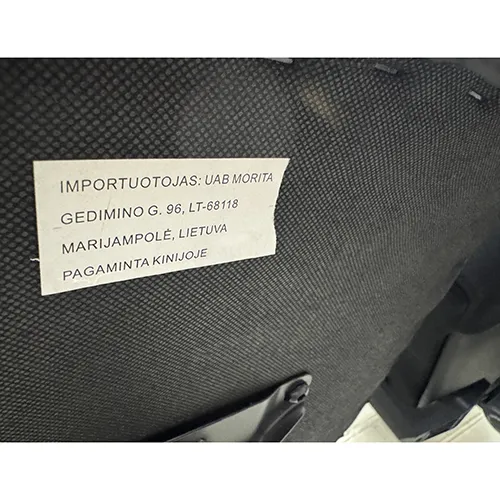 IMPORTUOTOJAS: UAB MORITA
GEDIMINO G. 96, LT-68118
MARIJAMPOLĖ, LIETUVA
PAGAMINTA KINIJOJE